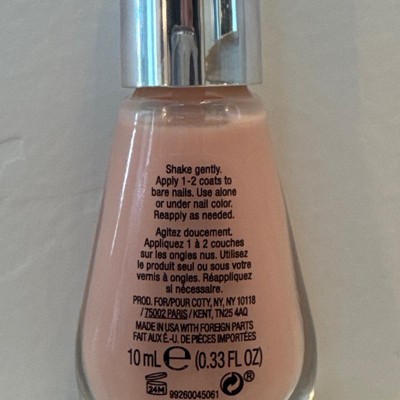 Shake gently.
Apply 1-2 coats to
bare nails. Use alone
or under nail color.
Reapply as needed.
Agitez doucement.
Appliquez 1 à 2 couches
sur les ongles nus. Utilisez
le produit seul ou sous votre
vernis à ongles. Réappliquez
si nécessaire.
PROD. FOR/POUR COTY, NY, NY 10118
/ 75002 PARIS / KENT, TN25 4AQ
MADE IN USA WITH FOREIGN PARTS
FAIT AUX É.-U. DE PIÈCES IMPORTÉES
10 mL e (0.33 FL OZ)
24M ®
99260045061